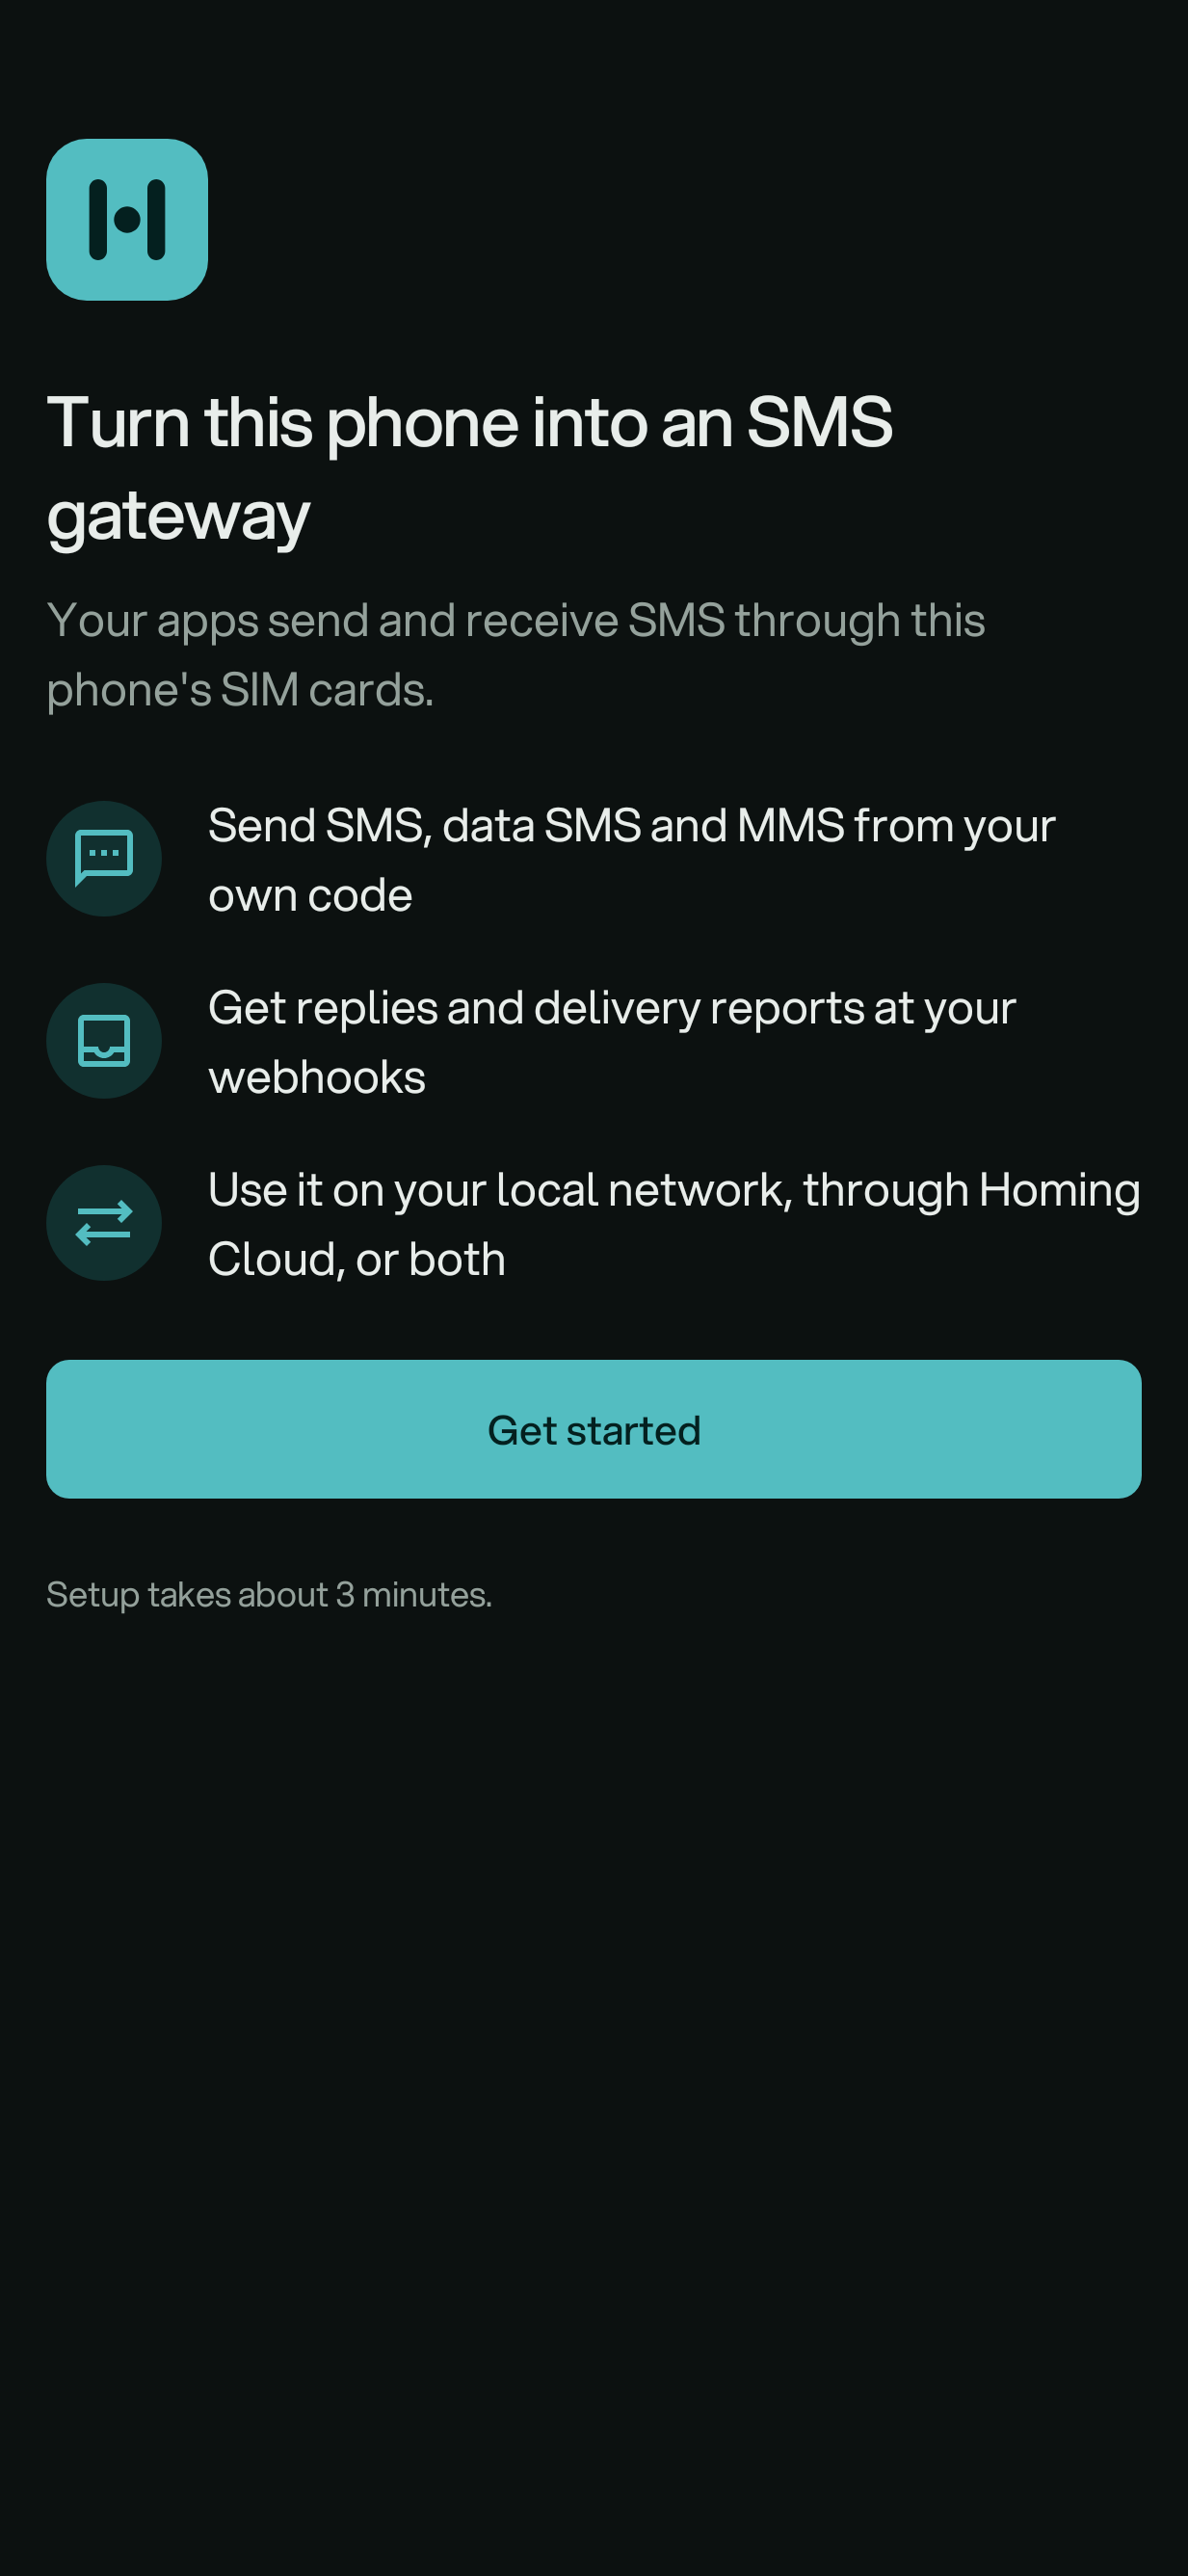 Turn this phone into an SMS
gateway
Your apps send and receive SMS through this
phone's SIM cards.
Send SMS, data SMS and MMS from your
own code
Get replies and delivery reports at your
webhooks
Use it on your local network, through Homing
Cloud, or both
Get started
Setup takes about 3 minutes.